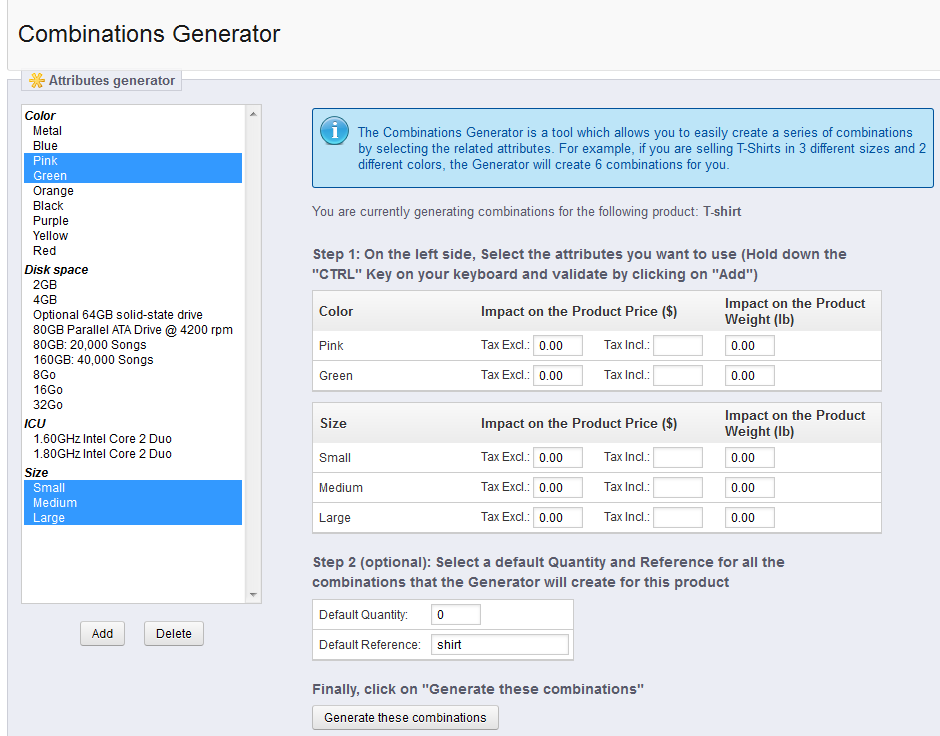 Combinations Generator
Attributes generator
Color
Metal
Blue
Pink
Green
Orange
Black
Purple
Yellow
Red
Disk space
2GB
4GB
Optional 64GB solid-state drive
80GB Parallel ATA Drive @ 4200 rpm
80GB: 20,000 Songs
160GB: 40,000 Songs
8Go
16Go
32Go
ICU
1.60GHz Intel Core 2 Duo
1.80GHz Intel Core 2 Duo
Size
Small
Medium
Large
Add Delete
The Combinations Generator is a tool which allows you to easily create a series of combinations
by selecting the related attributes. For example, if you are selling T-Shirts in 3 different sizes and 2
different colors, the Generator will create 6 combinations for you.
You are currently generating combinations for the following product: T-shirt
Step 1: On the left side, Select the attributes you want to use (Hold down the
"CTRL" Key on your keyboard and validate by clicking on "Add")
Color Impact on the Product Price ($) Impact on the Product
Weight (lb)
Pink Tax Excl.: 0.00 Tax Incl.: 0.00
Green Tax Excl.: 0.00 Tax Incl.: 0.00
Size Impact on the Product Price ($) Impact on the Product
Weight (lb)
Small Tax Excl.: 0.00 Tax Incl.: 0.00
Medium Tax Excl.: 0.00 Tax Incl.: 0.00
Large Tax Excl.: 0.00 Tax Incl.: 0.00
Step 2 (optional): Select a default Quantity and Reference for all the
combinations that the Generator will create for this product
Default Quantity: 0
Default Reference: shirt
Finally, click on "Generate these combinations"
Generate these combinations